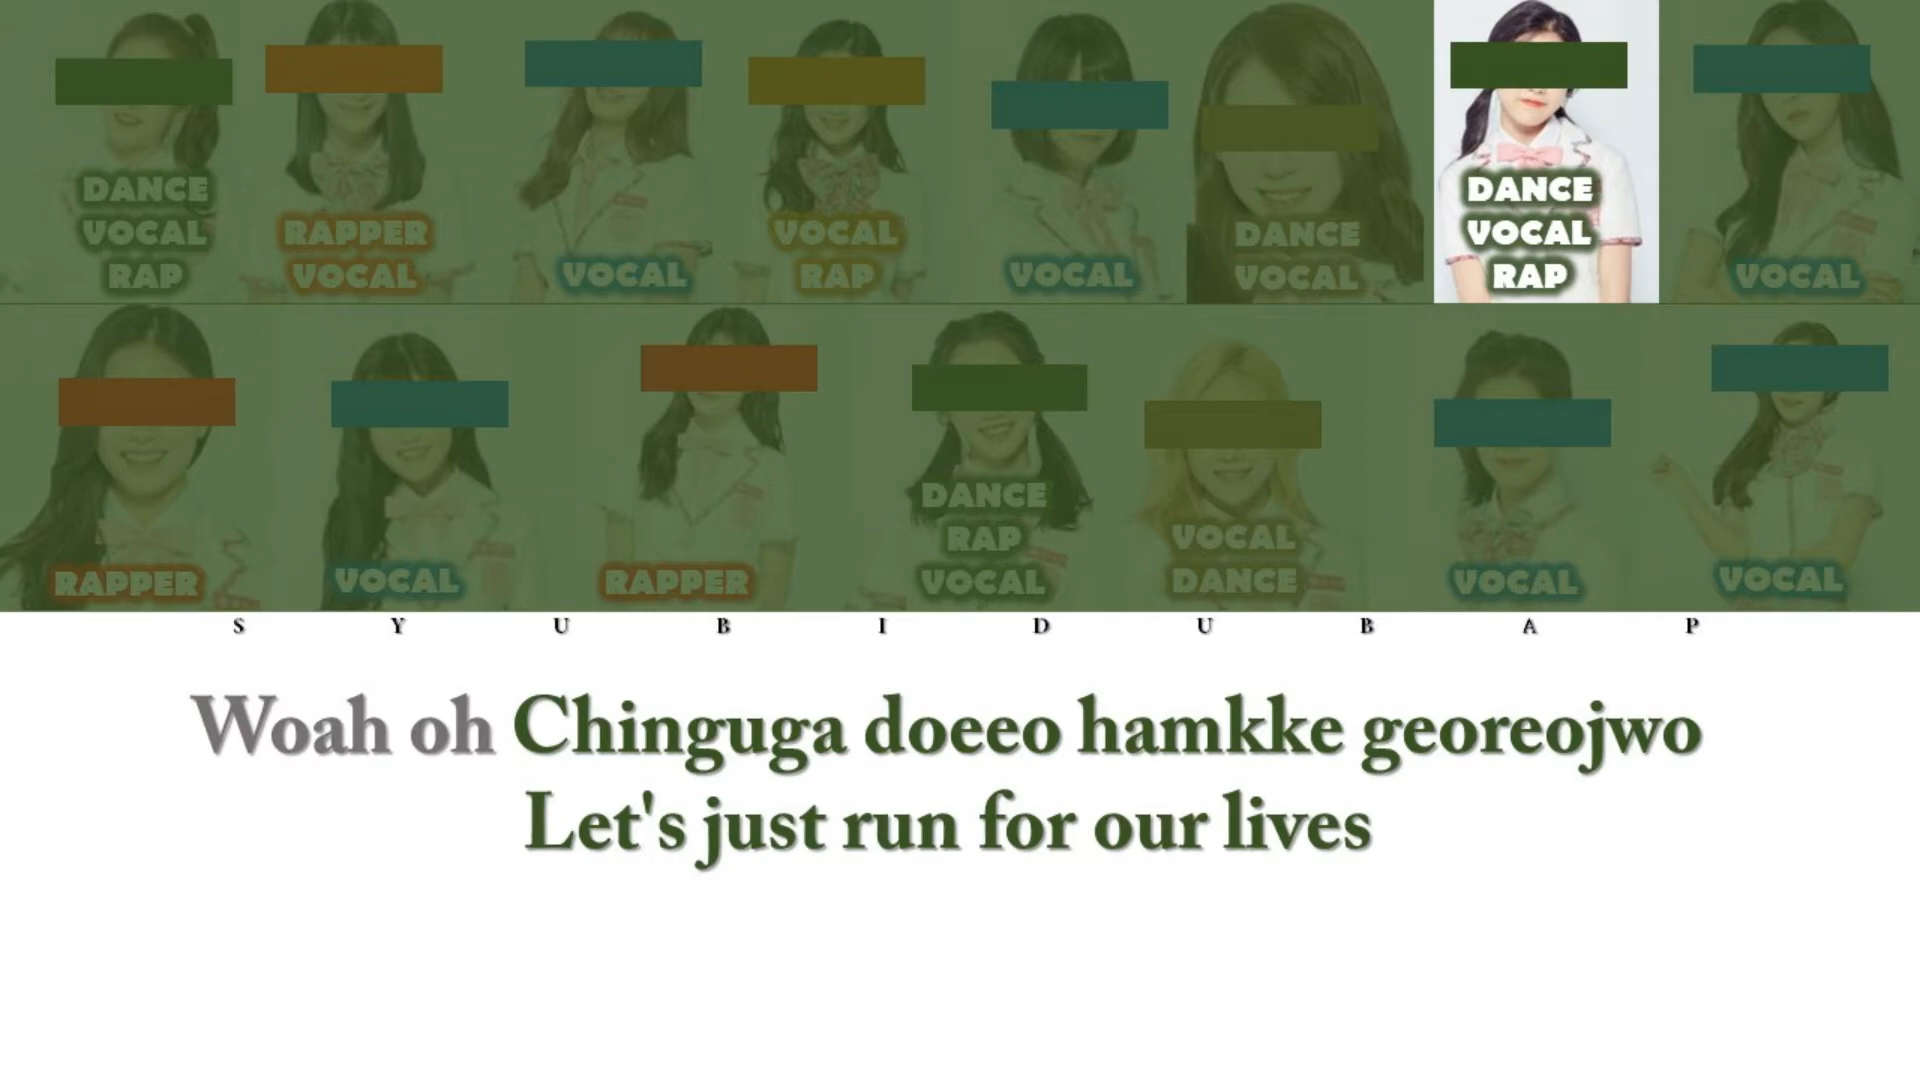 DANCE
VOCAL
RAP
RAPPER
VOCAL
VOCAL
VOCAL
RAP
VOCAL
DANCE
VOCAL
DANCE
VOCAL
RAP
VOCAL
RAPPER
VOCAL
RAPPER
DANCE
RAP
VOCAL
VOCAL
DANCE
VOCAL
VOCAL
S Y U B I D U B A P
Woah oh Chinguga doeeo hamkke georeojwo
Let's just run for our lives